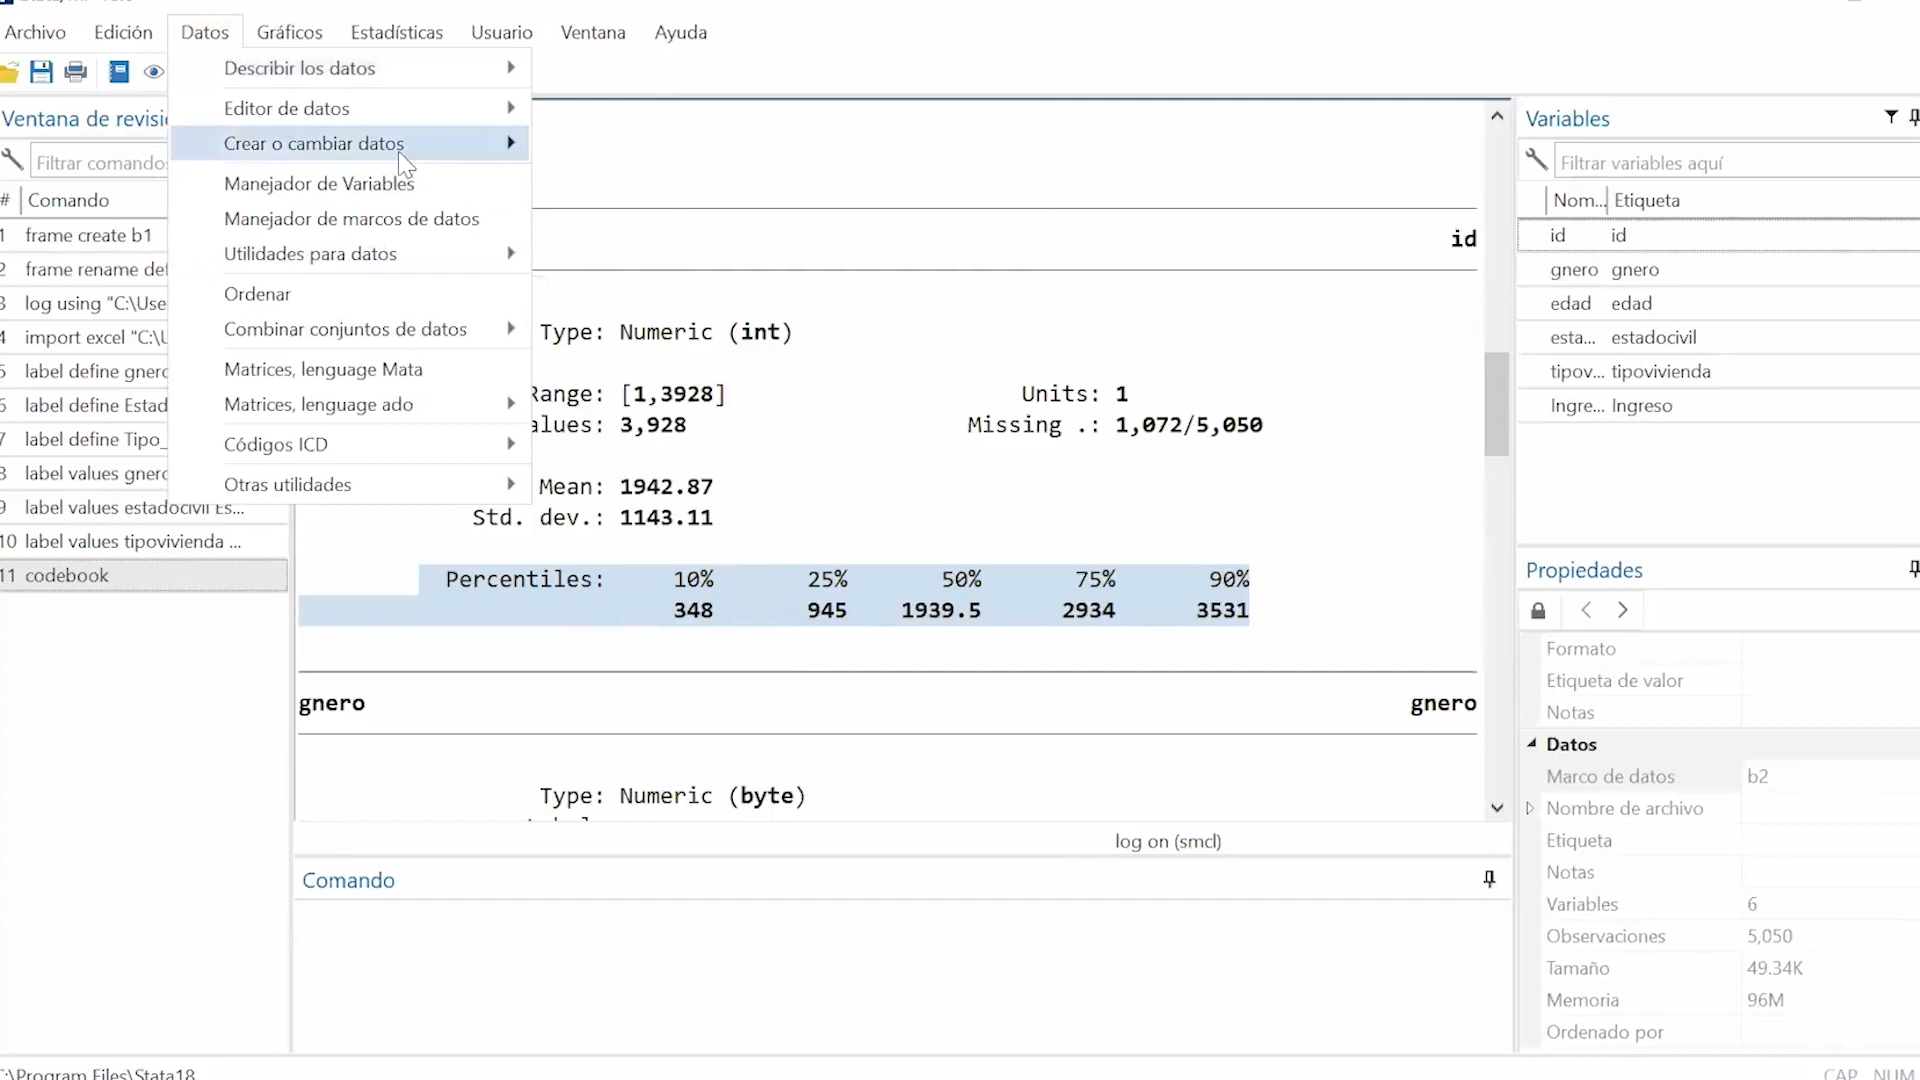 Archivo Edición Datos Gráficos Estadísticas Usuario Ventana Ayuda
Describir los datos
Editor de datos
Crear o cambiar datos
Manejador de Variables
Manejador de marcos de datos
Utilidades para datos
Ordenar
Combinar conjuntos de datos
Matrices, lenguage Mata
Matrices, lenguage ado
Códigos ICD
Otras utilidades
Ventana de revisi
Filtrar comando
# Comando
1 frame create b1
2 frame rename def
3 log using "C:\Use
4 import excel "C:\U
5 label define gnero
6 label define Estad
7 label define Tipo_
8 label values gnero
9 label values estadocivil Es...
10 label values tipovivienda ...
11 codebook
id
Type: Numeric (int)
Range: [1,3928] Units: 1
alues: 3,928 Missing .: 1,072/5,050
Mean: 1942.87
Std. dev.: 1143.11
Percentiles: 10% 25% 50% 75% 90%
348 945 1939.5 2934 3531
gnero gnero
Type: Numeric (byte)
log on (smcl)
Comando
Variables
Filtrar variables aquí
Nom... Etiqueta
id id
gnero gnero
edad edad
esta... estadocivil
tipov... tipovivienda
Ingre... Ingreso
Propiedades
Formato
Etiqueta de valor
Notas
Datos
Marco de datos b2
Nombre de archivo
Etiqueta
Notas
Variables 6
Observaciones 5,050
Tamaño 49.34K
Memoria 96M
Ordenado por
C:\Program Files\Stata18
CAP NUM